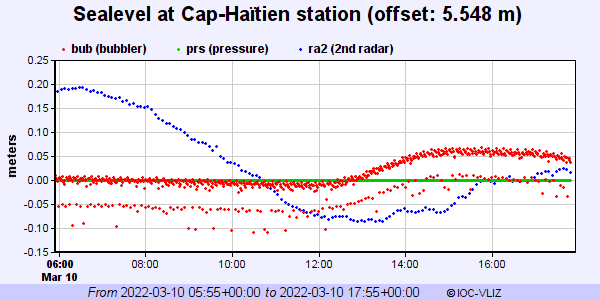 Sealevel at Cap-Haïtien station (offset: 5.548 m)
bub (bubbler) prs (pressure) ra2 (2nd radar)
0.25
0.20
0.15
0.10
0.05
0.00
-0.05
-0.10
-0.15
meters
06:00 08:00 10:00 12:00 14:00 16:00
Mar 10
From 2022-03-10 05:55+00:00 to 2022-03-10 17:55+00:00 © IOC-VLIZ